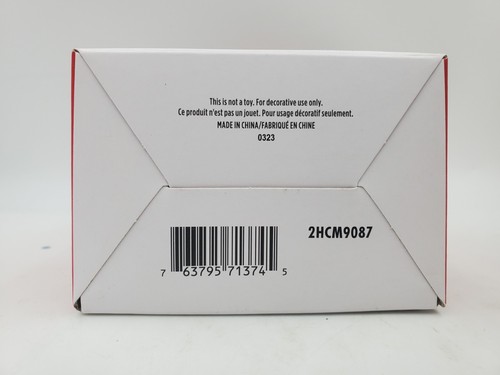 This is not a toy. For decorative use only.
Ce produit n'est pas un jouet. Pour usage décoratif seulement.
MADE IN CHINA/FABRIQUÉ EN CHINE
0323
2HCM9087
7 63795 71374 5